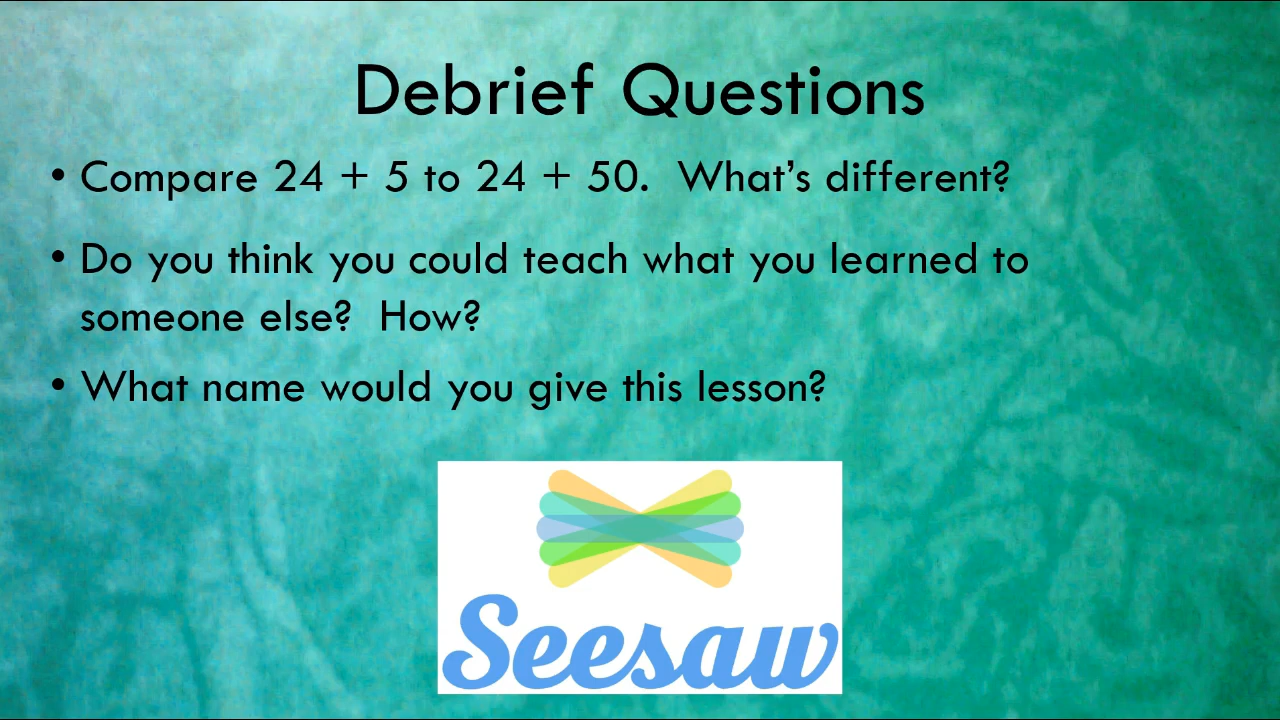 Debrief Questions
• Compare 24 + 5 to 24 + 50.  What’s different?
• Do you think you could teach what you learned to
someone else?  How?
• What name would you give this lesson?
Seesaw